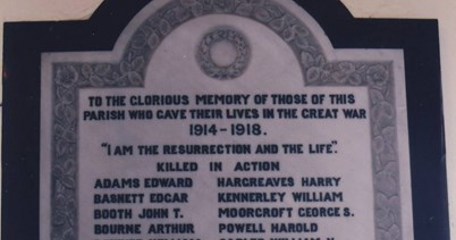 TO THE GLORIOUS MEMORY OF THOSE OF THIS
PARISH WHO GAVE THEIR LIVES IN THE GREAT WAR
1914-1918.
"I AM THE RESURRECTION AND THE LIFE".
KILLED IN ACTION
ADAMS EDWARD HARGREAVES HARRY
BASNETT EDGAR KENNERLEY WILLIAM
BOOTH JOHN T. MOORCROFT GEORGE S.
BOURNE ARTHUR POWELL HAROLD